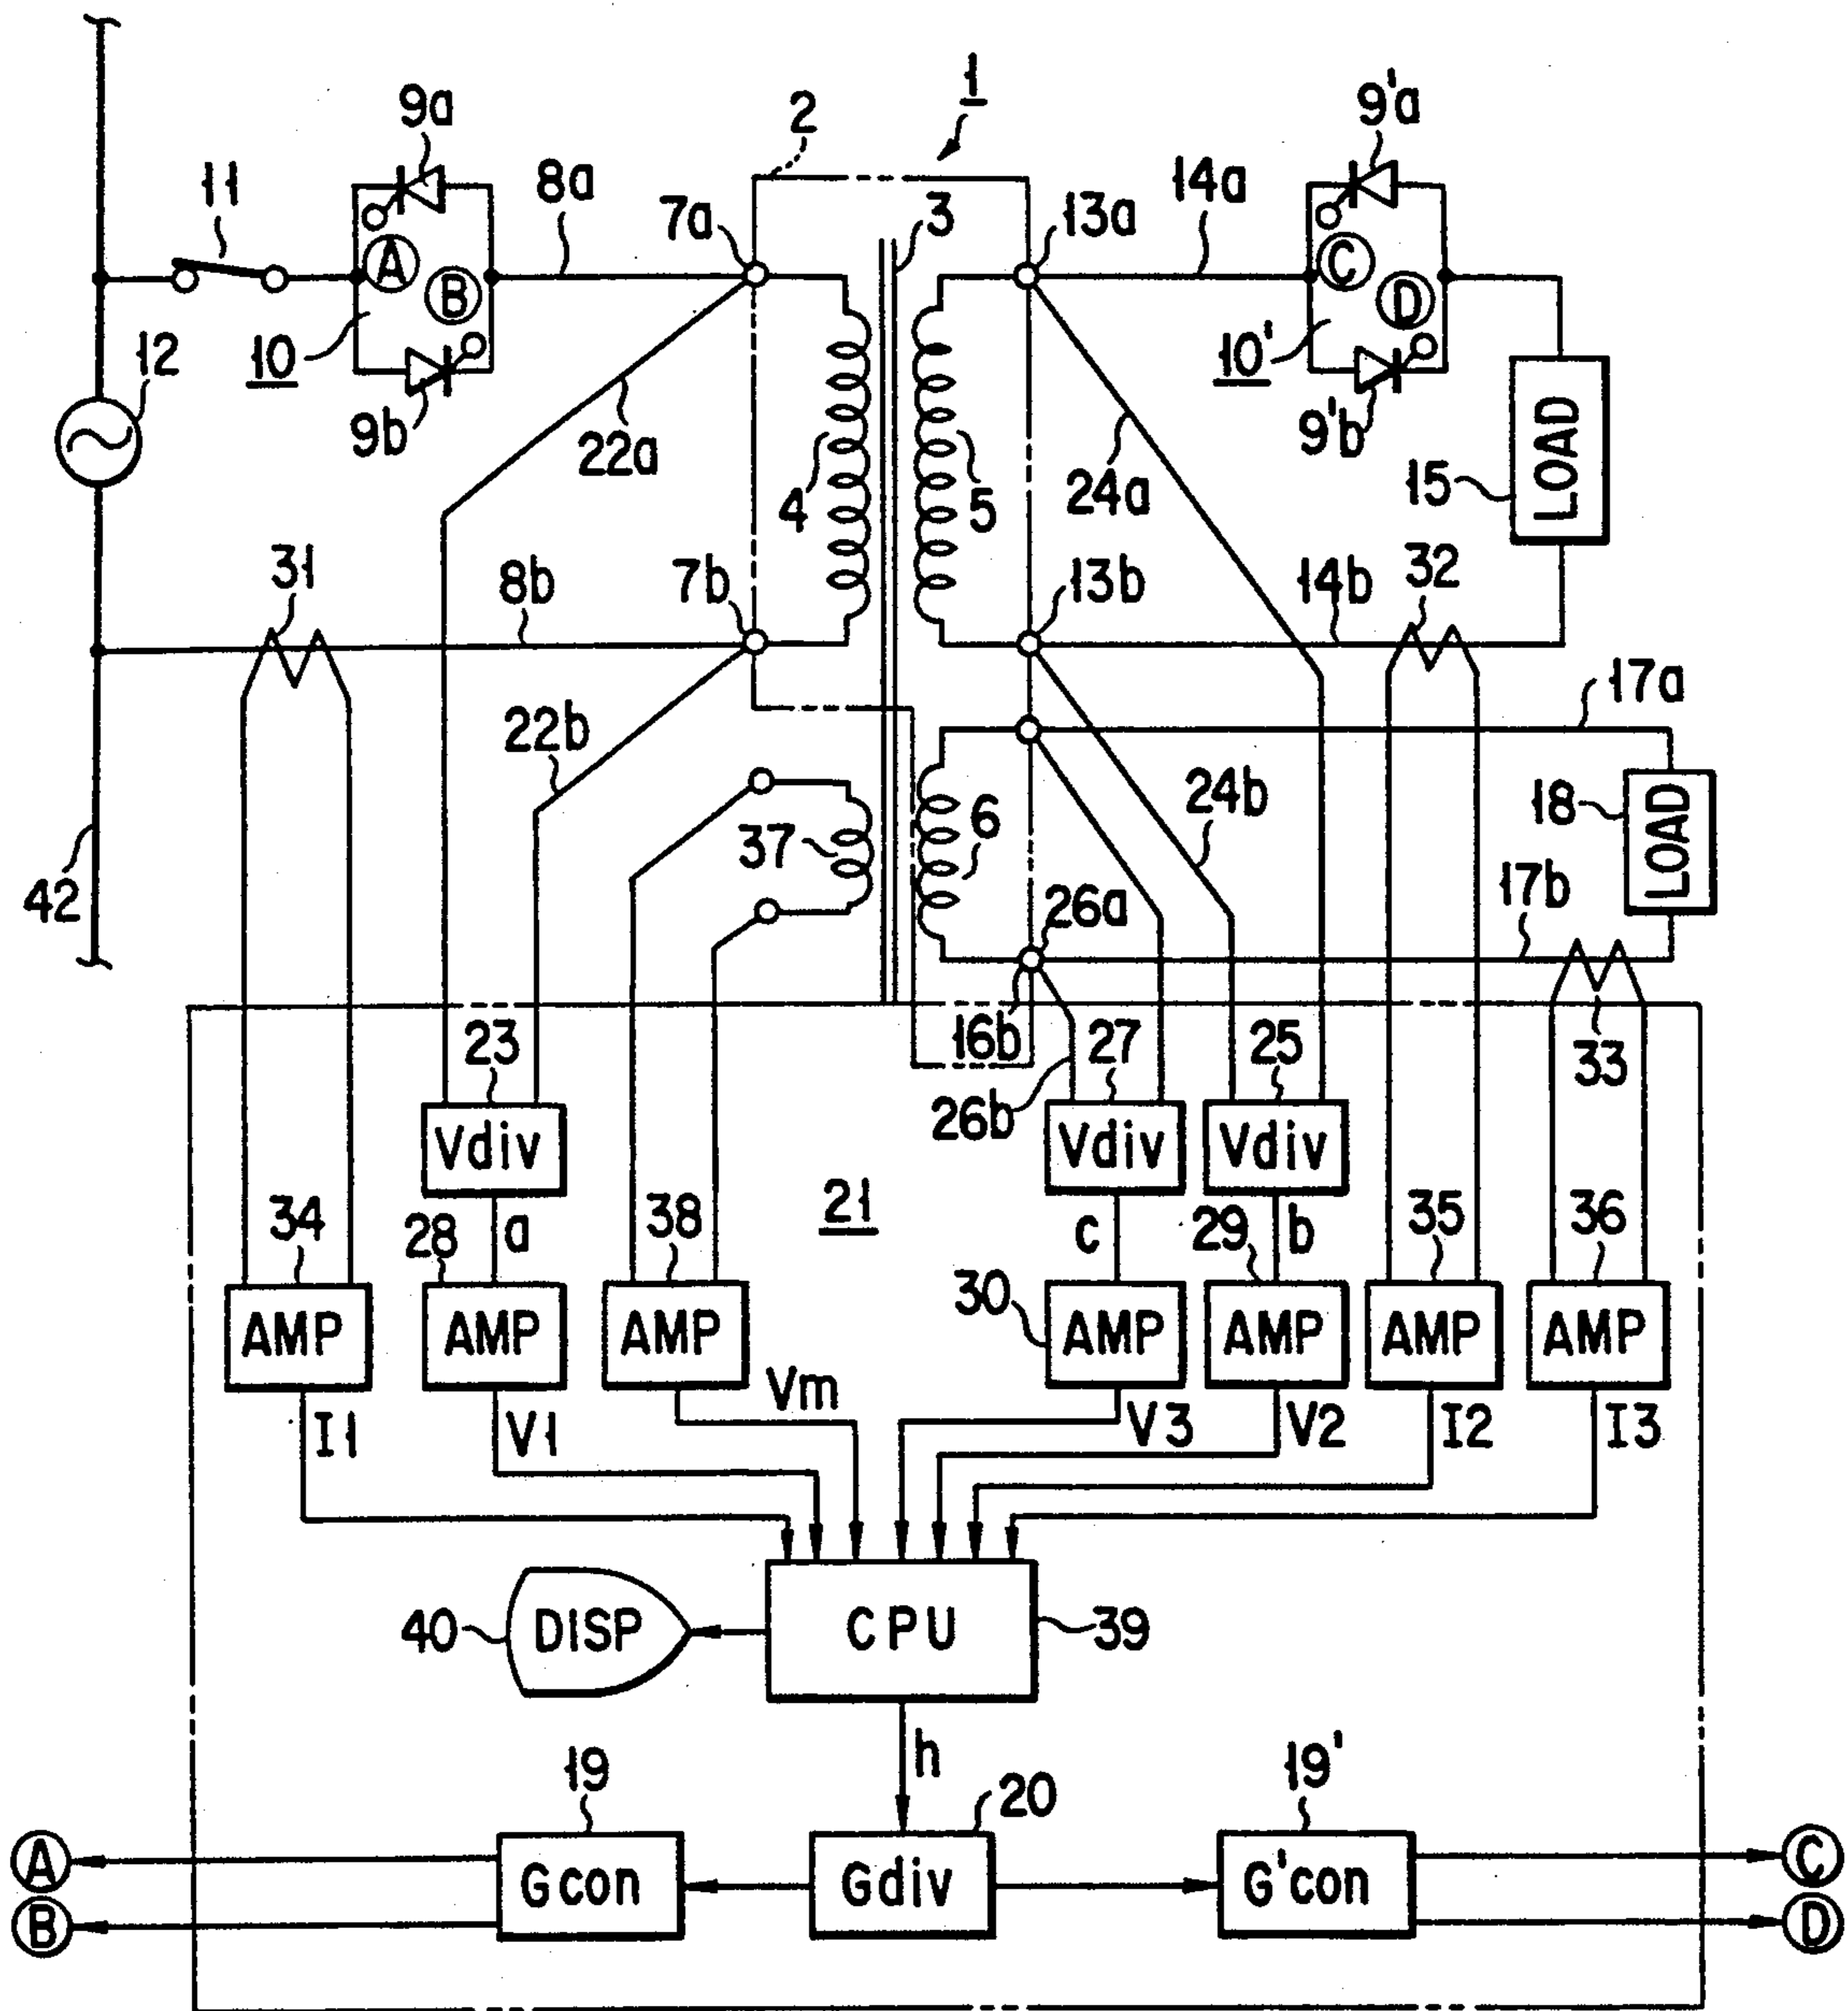 1
9a
9'a
2
11
8a
7a
3
13a
14a
A
B
C
D
10
10'
12
9b
22a
4
5
24a
9'b
15
LOAD
31
8b
7b
13b
14b
32
17a
22b
24b
18
LOAD
37
6
42
26a
17b
16b
23
27
25
33
26b
Vdiv
Vdiv
Vdiv
21
34
28
a
38
c
29
b
35
36
30
AMP
AMP
AMP
AMP
AMP
AMP
AMP
Vm
I1
V1
V3
V2
I2
I3
40
DISP
CPU
39
h
19
20
19'
A
Gcon
Gdiv
G'con
C
B
D